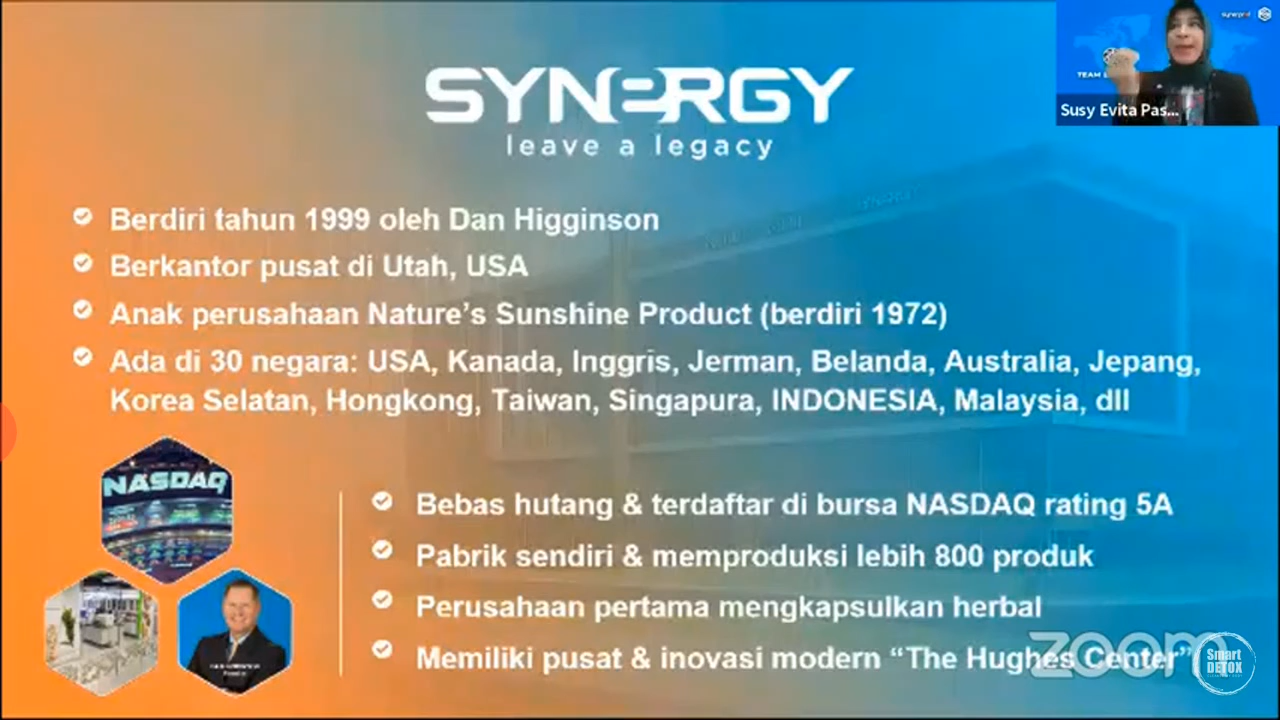 SYNERGY
leave a legacy
TEAM
Susy Evita Pas...
Berdiri tahun 1999 oleh Dan Higginson
Berkantor pusat di Utah, USA
Anak perusahaan Nature's Sunshine Product (berdiri 1972)
Ada di 30 negara: USA, Kanada, Inggris, Jerman, Belanda, Australia, Jepang,
Korea Selatan, Hongkong, Taiwan, Singapura, INDONESIA, Malaysia, dll
NASDAQ
Bebas hutang & terdaftar di bursa NASDAQ rating 5A
Pabrik sendiri & memproduksi lebih 800 produk
Perusahaan pertama mengkapsulkan herbal
Memiliki pusat & inovasi modern “The Hughes Center”
zoom
Smart
DETOX